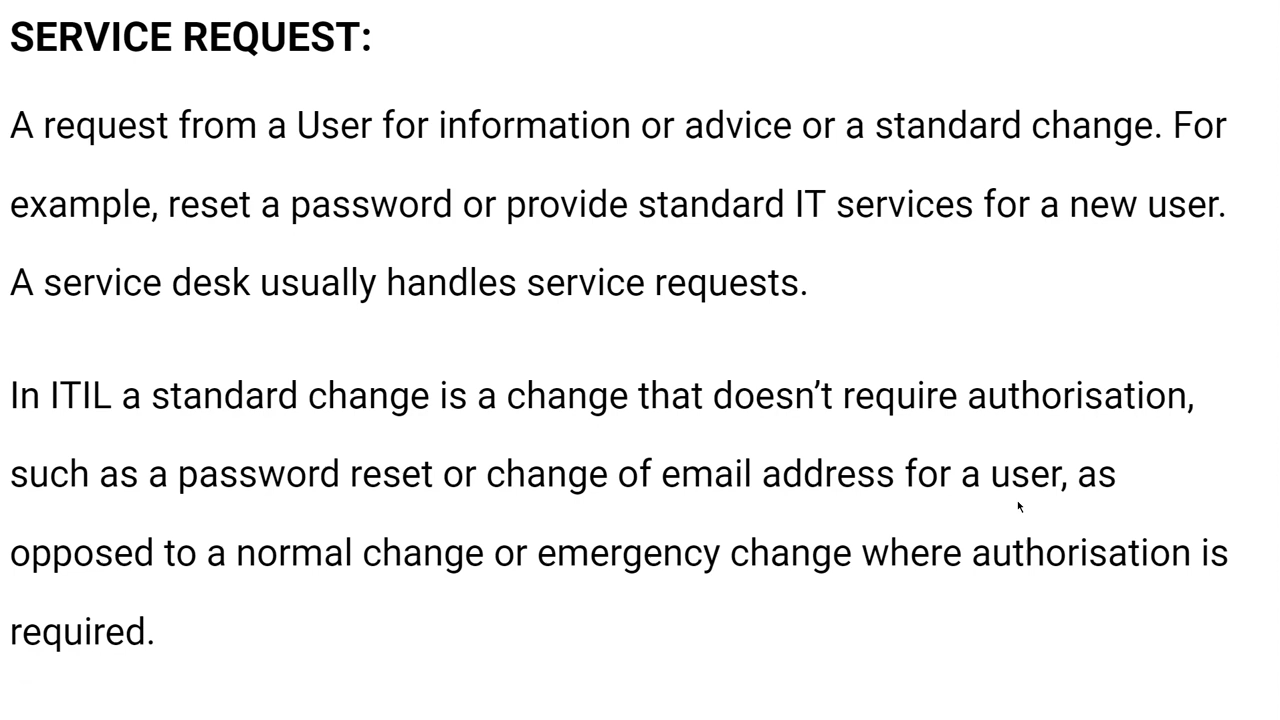 SERVICE REQUEST:
A request from a User for information or advice or a standard change. For
example, reset a password or provide standard IT services for a new user.
A service desk usually handles service requests.
In ITIL a standard change is a change that doesn’t require authorisation,
such as a password reset or change of email address for a user, as
opposed to a normal change or emergency change where authorisation is
required.